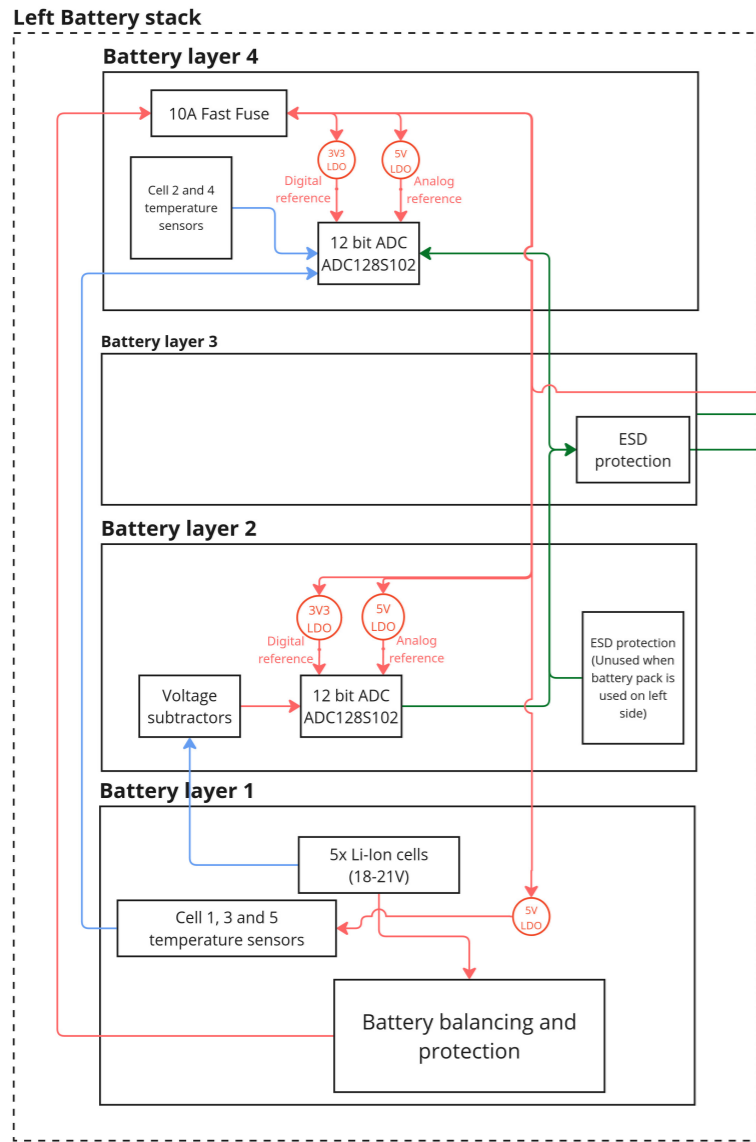 Left Battery stack
Battery layer 4
10A Fast Fuse
3V3
LDO
5V
LDO
Digital
reference
Analog
reference
Cell 2 and 4
temperature
sensors
12 bit ADC
ADC128S102
Battery layer 3
ESD
protection
Battery layer 2
3V3
LDO
5V
LDO
Digital
reference
Analog
reference
ESD protection
(Unused when
battery pack is
used on left
side)
Voltage
subtractors
12 bit ADC
ADC128S102
Battery layer 1
5x Li-Ion cells
(18-21V)
Cell 1, 3 and 5
temperature sensors
5V
LDO
Battery balancing and
protection